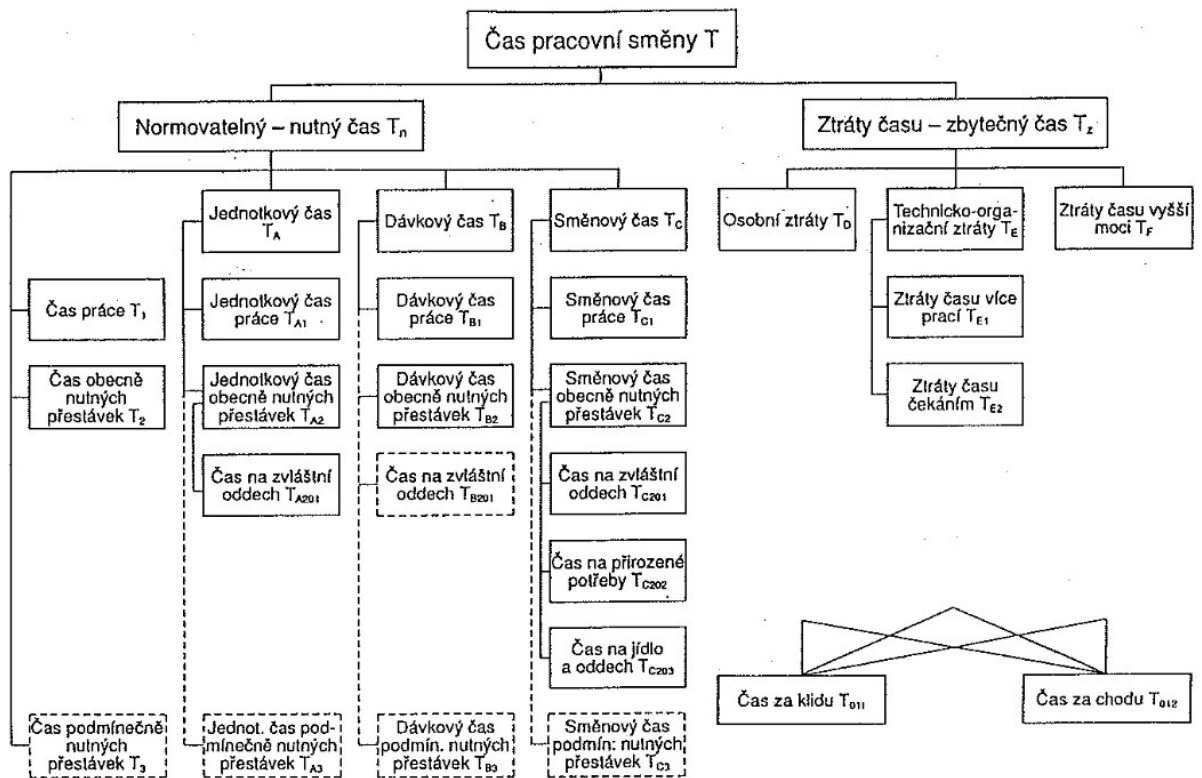 Čas pracovní směny T
Normovatelný – nutný čas Tn
Ztráty času – zbytečný čas Tz
Jednotkový čas
TA
Dávkový čas TB
Směnový čas TC
Osobní ztráty TD
Technicko-orga-
nizační ztráty TE
Ztráty času vyšší
moci TF
Čas práce T1
Jednotkový čas
práce TA1
Dávkový čas
práce TB1
Směnový čas
práce TC1
Ztráty času více
prací TE1
Čas obecně
nutných
přestávek T2
Jednotkový čas
obecně nutných
přestávek TA2
Dávkový čas
obecně nutných
přestávek TB2
Směnový čas
obecně nutných
přestávek TC2
Ztráty času
čekáním TE2
Čas na zvláštní
oddech TA201
Čas na zvláštní
oddech TB201
Čas na zvláštní
oddech TC201
Čas na přirozené
potřeby TC202
Čas na jídlo
a oddech TC203
Čas za klidu T011
Čas za chodu T012
Čas podmínečně
nutných
přestávek T3
Jednot. čas pod-
mínečně nutných
přestávek TA3
Dávkový čas
podmín. nutných
přestávek TB3
Směnový čas
podmín: nutných
přestávek TC3